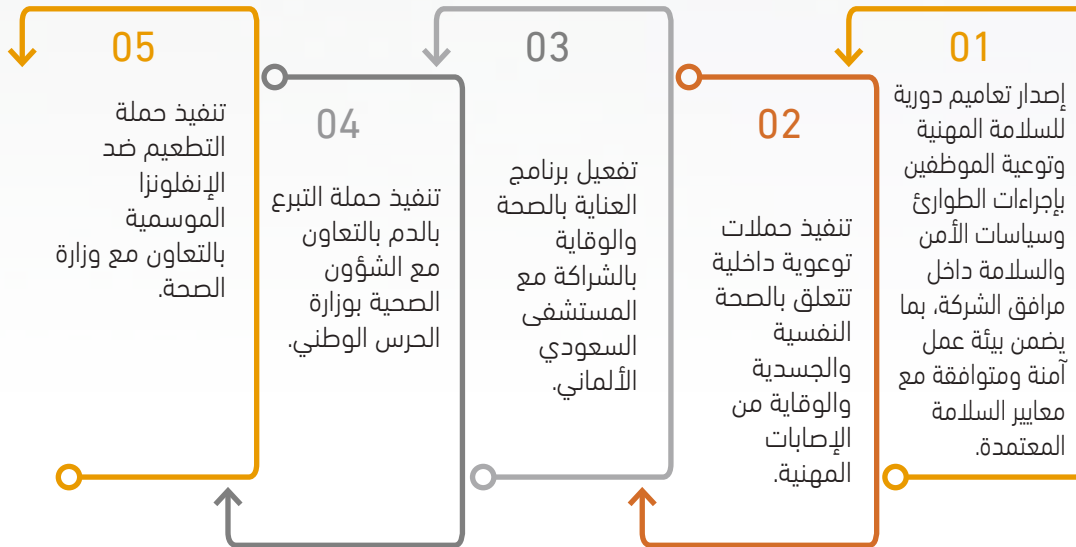 01
إصدار تعاميم دورية
للسلامة المهنية
وتوعية الموظفين
بإجراءات الطوارئ
وسياسات الأمن
والسلامة داخل
مرافق الشركة، بما
يضمن بيئة عمل
آمنة ومتوافقة مع
معايير السلامة
المعتمدة.
02
تنفيذ حملات
توعوية داخلية
تتعلق بالصحة
النفسية
والجسدية
والوقاية من
الإصابات
المهنية.
03
تفعيل برنامج
العناية بالصحة
والوقاية
بالشراكة مع
المستشفى
السعودي
الألماني.
04
تنفيذ حملة التبرع
بالدم بالتعاون
مع الشؤون
الصحية بوزارة
الحرس الوطني.
05
تنفيذ حملة
التطعيم ضد
الإنفلونزا
الموسمية
بالتعاون مع وزارة
الصحة.